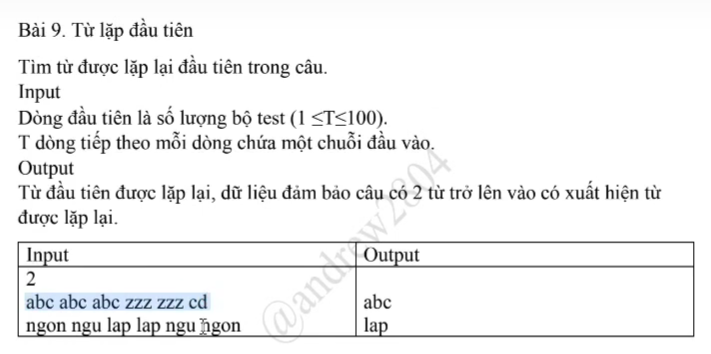 Bài 9. Từ lặp đầu tiên
Tìm từ được lặp lại đầu tiên trong câu.
Input
Dòng đầu tiên là số lượng bộ test (1 ≤T≤100).
T dòng tiếp theo mỗi dòng chứa một chuỗi đầu vào.
Output
Từ đầu tiên được lặp lại, dữ liệu đảm bảo câu có 2 từ trở lên vào có xuất hiện từ
được lặp lại.
Input Output
2
abc abc abc zzz zzz cd abc
ngon ngu lap lap ngu ngon lap
@andrew2804